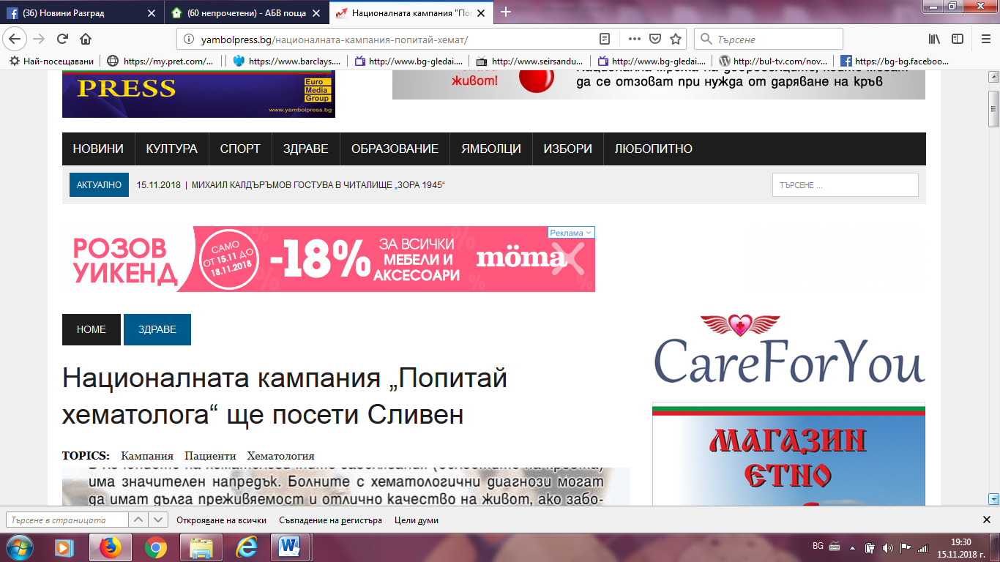 (36) Новини Разград
(60 непрочетени) - АБВ поща
Националната кампания "Поп
yambolpress.bg/националната-кампания-попитай-хемат/
Търсене
Най-посещавани
https://my.pret.com/...
https://www.barclays....
http://www.bg-gledai....
http://www.seirsandu...
http://www.bg-gledai....
http://bul-tv.com/nov...
https://bg-bg.faceboo...
PRESS
Euro
Media
Group
www.yambolpress.bg
живот!
да се отзоват при нужда от даряване на кръв
НОВИНИ КУЛТУРА СПОРТ ЗДРАВЕ ОБРАЗОВАНИЕ ЯМБОЛЦИ ИЗБОРИ ЛЮБОПИТНО
АКТУАЛНО 15.11.2018 | МИХАИЛ КАЛДЪРЪМОВ ГОСТУВА В ЧИТАЛИЩЕ „ЗОРА 1945“
ТЪРСЕНЕ ...
Реклама
РОЗОВ
УИКЕНД
САМО
ОТ 15.11 ДО
18.11.2018
-18%
ЗА ВСИЧКИ
МЕБЕЛИ И
АКСЕСОАРИ
möma
HOME ЗДРАВЕ
CareForYou
Националната кампания „Попитай
хематолога“ ще посети Сливен
МАГАЗИН
ЕТНО
TOPICS: Кампания Пациенти Хематология
има значителен напредък. Болните с хематологични диагнози могат
да имат дълга преживяемост и отлично качество на живот, ако забо-
Търсене в страницата
Открояване на всички Съвпадение на регистъра Цели думи
BG
19:30
15.11.2018 г.